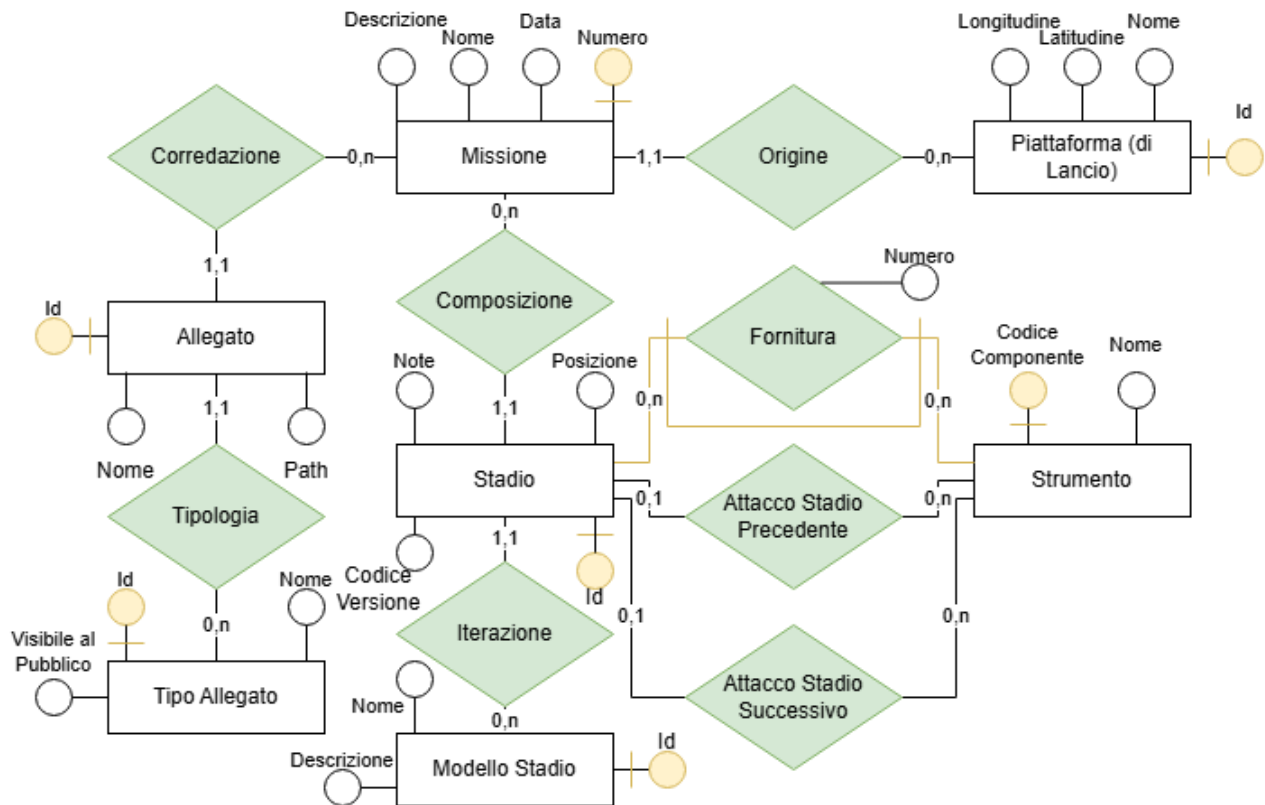 Descrizione
Nome
Data
Numero
Longitudine
Latitudine
Nome
Corredazione
0,n
Missione
1,1
Origine
0,n
Piattaforma (di
Lancio)
Id
0,n
1,1
Composizione
Numero
Id
Allegato
Fornitura
Codice
Componente
Nome
Note
Posizione
0,n
0,n
1,1
1,1
Nome
Path
Stadio
0,1
Attacco Stadio
Precedente
0,n
Strumento
Tipologia
1,1
Codice
Versione
Id
Id
Nome
0,n
Iterazione
0,1
0,n
Visibile al
Pubblico
Tipo Allegato
Attacco Stadio
Successivo
Nome
0,n
Descrizione
Modello Stadio
Id